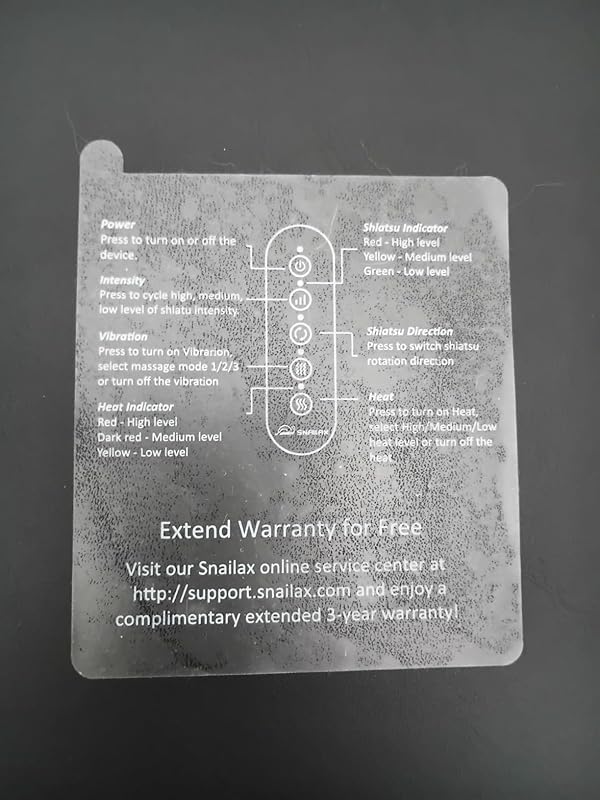 Power
Press to turn on or off the
device.
Intensity
Press to cycle high, medium,
low level of shiatu intensity.
Vibration
Press to turn on Vibranon,
select massage mode 1/2/3
or turn off the vibration
Heat Indicator
Red - High level
Dark red - Medium level
Yellow - Low level
Shiatsu Indicator
Red - High level
Yellow - Medium level
Green - Low level
Shiatsu Direction
Press to switch shiatsu
rotation direction
Heat
Press to turn on Heat,
select High/Medium/Low
heat level or turn off the
heat
SNAILAX
Extend Warranty for Free
Visit our Snailax online service center at
http://support.snailax.com and enjoy a
complimentary extended 3-year warranty!